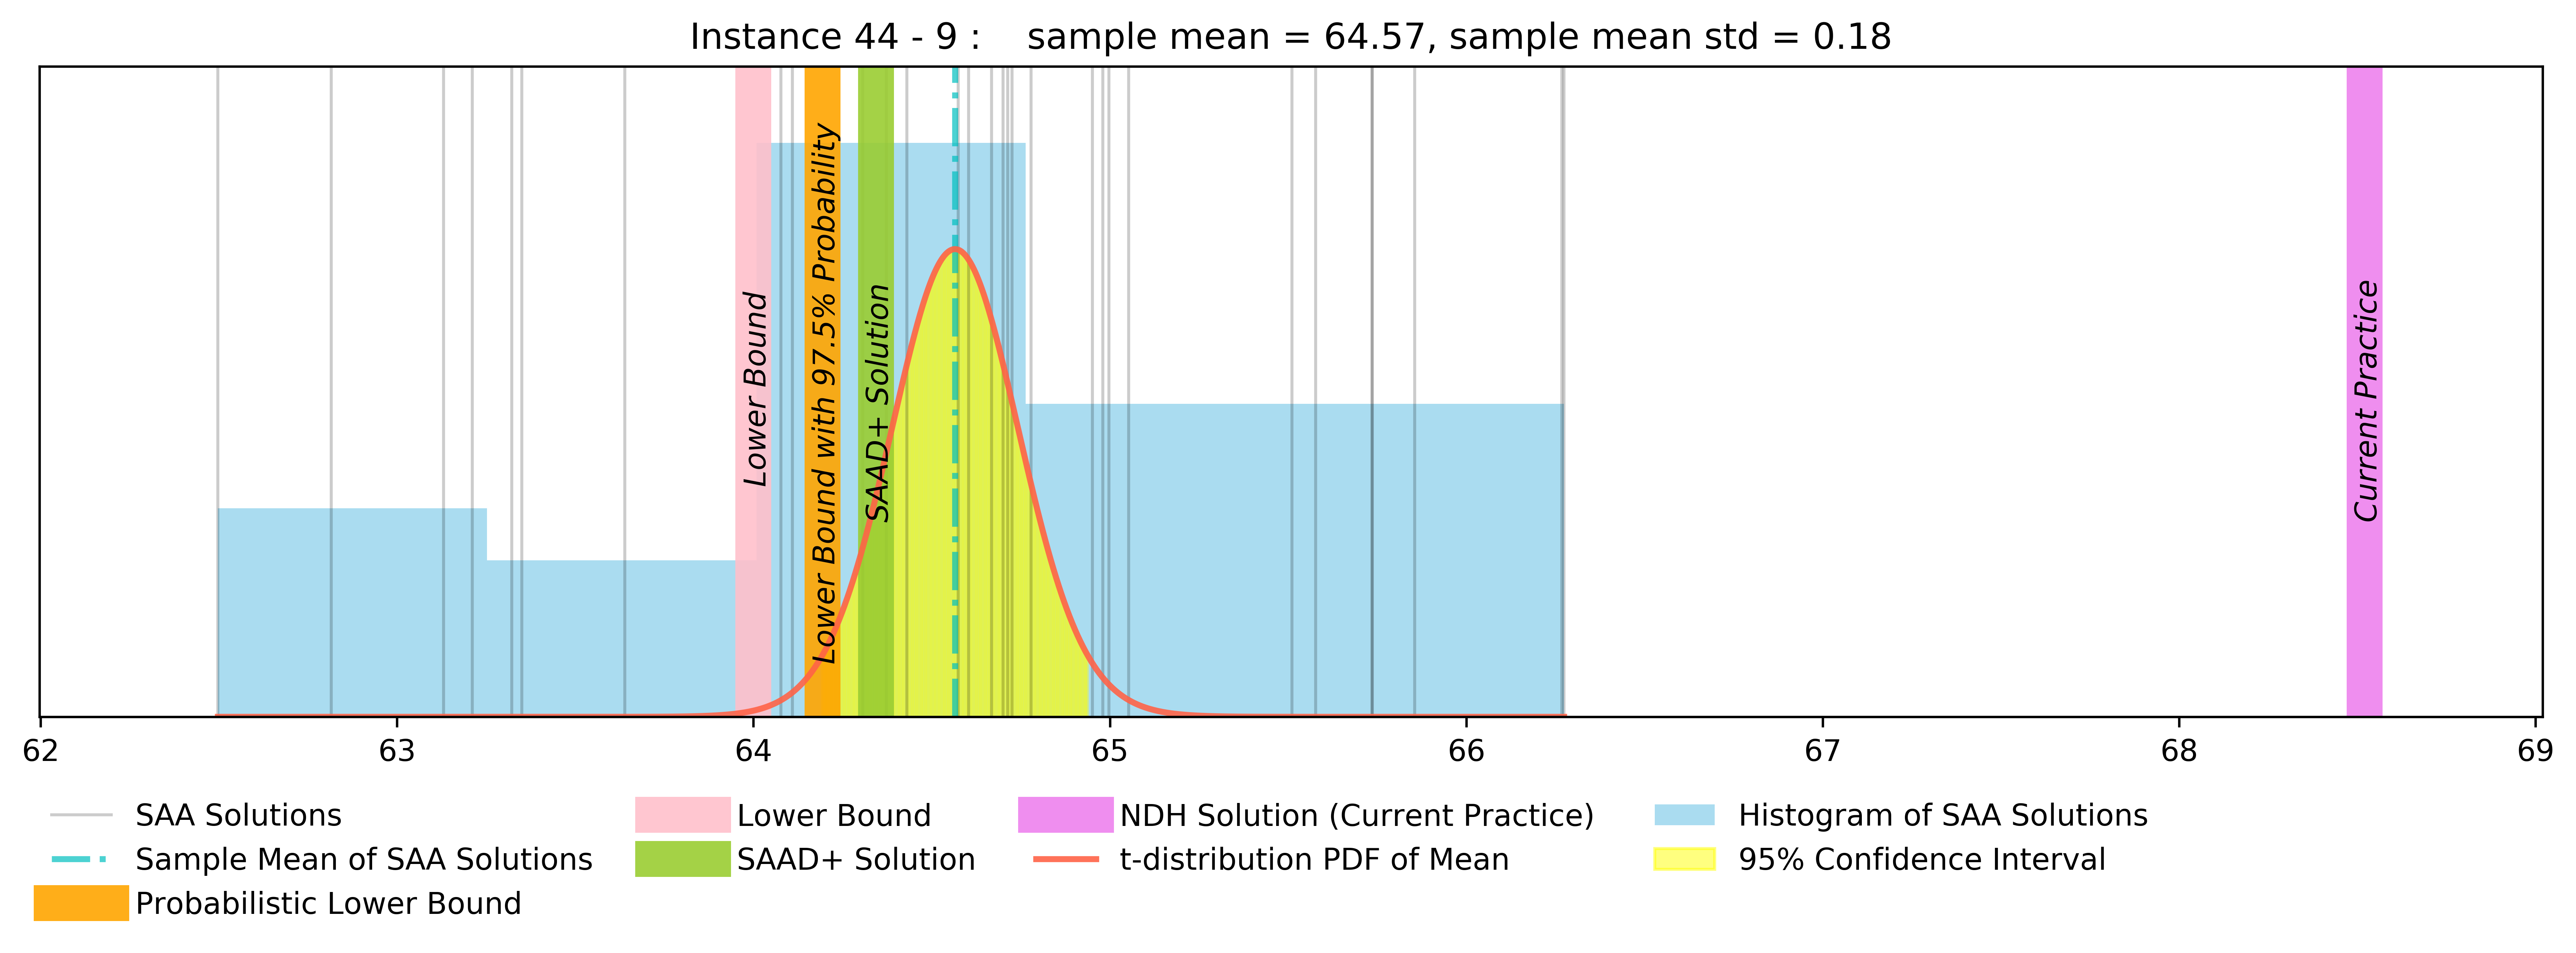 Instance 44 - 9 :    sample mean = 64.57, sample mean std = 0.18
Lower Bound
Lower Bound with 97.5% Probability
SAAD+ Solution
Current Practice
62
63
64
65
66
67
68
69
SAA Solutions
Sample Mean of SAA Solutions
Probabilistic Lower Bound
Lower Bound
SAAD+ Solution
NDH Solution (Current Practice)
t-distribution PDF of Mean
Histogram of SAA Solutions
95% Confidence Interval